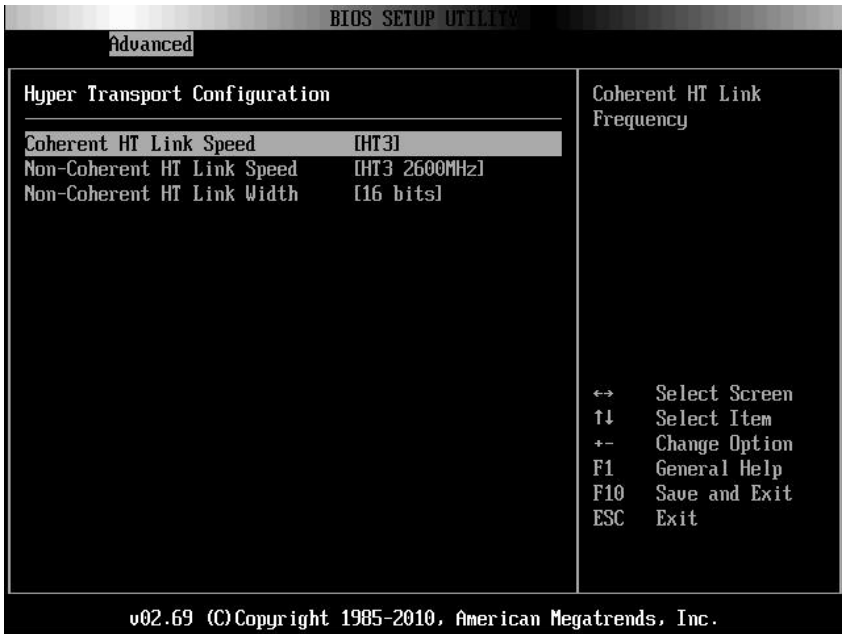 BIOS SETUP UTILITY
Advanced
Hyper Transport Configuration
Coherent HT Link Speed [HT3]
Non-Coherent HT Link Speed [HT3 2600MHz]
Non-Coherent HT Link Width [16 bits]
Coherent HT Link
Frequency
↔ Select Screen
↑↓ Select Item
+- Change Option
F1 General Help
F10 Save and Exit
ESC Exit
v02.69 (C)Copyright 1985-2010, American Megatrends, Inc.